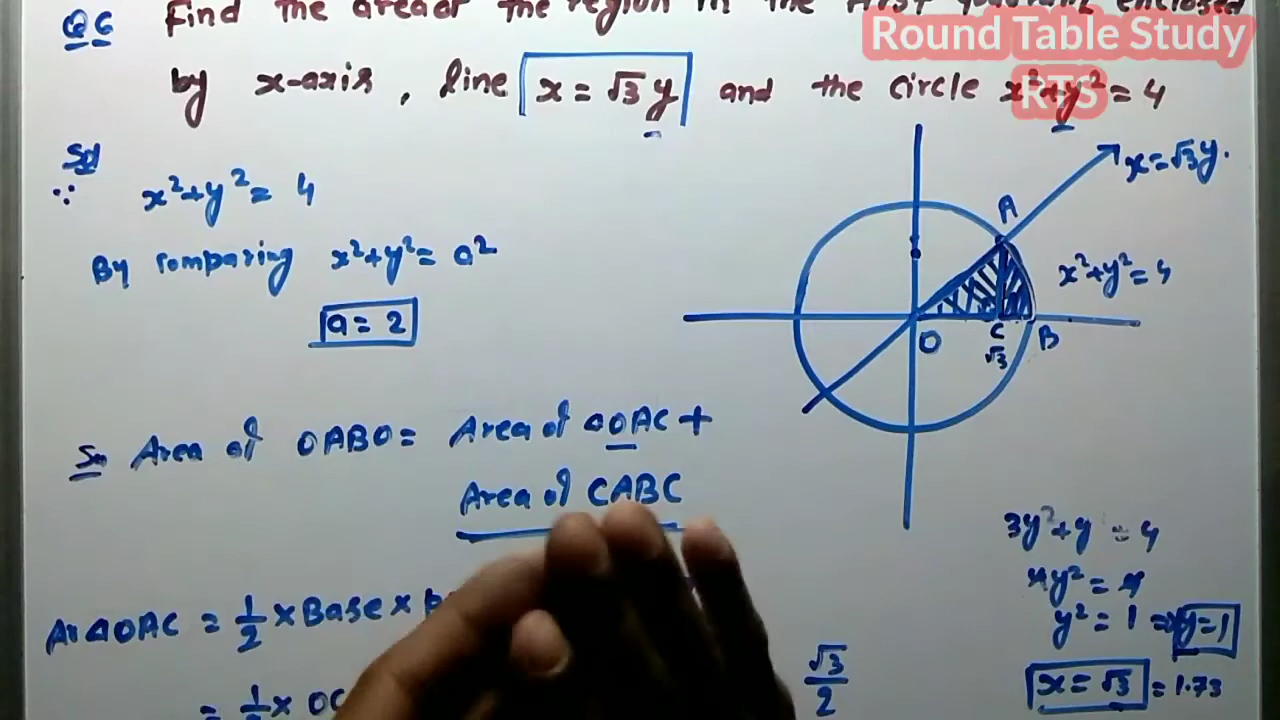 Q6 Find the area of the region in the first quadrant enclosed
by x-axis, line x = √3 y and the circle x²+y² = 4
Round Table Study
RTS
Sol
∵ x²+y² = 4
By comparing x²+y² = a²
a = 2
x = √3y.
A
x²+y² = 4
O
C
√3
B
So Area of OABO = Area of △OAC +
Area of CABC
3y²+y = 4
4y² = 4
y² = 1 ⇒ y=1
x = √3 = 1.73
Ar△OAC = 1/2 × Base ×
= 1/2 × OC
√3/2